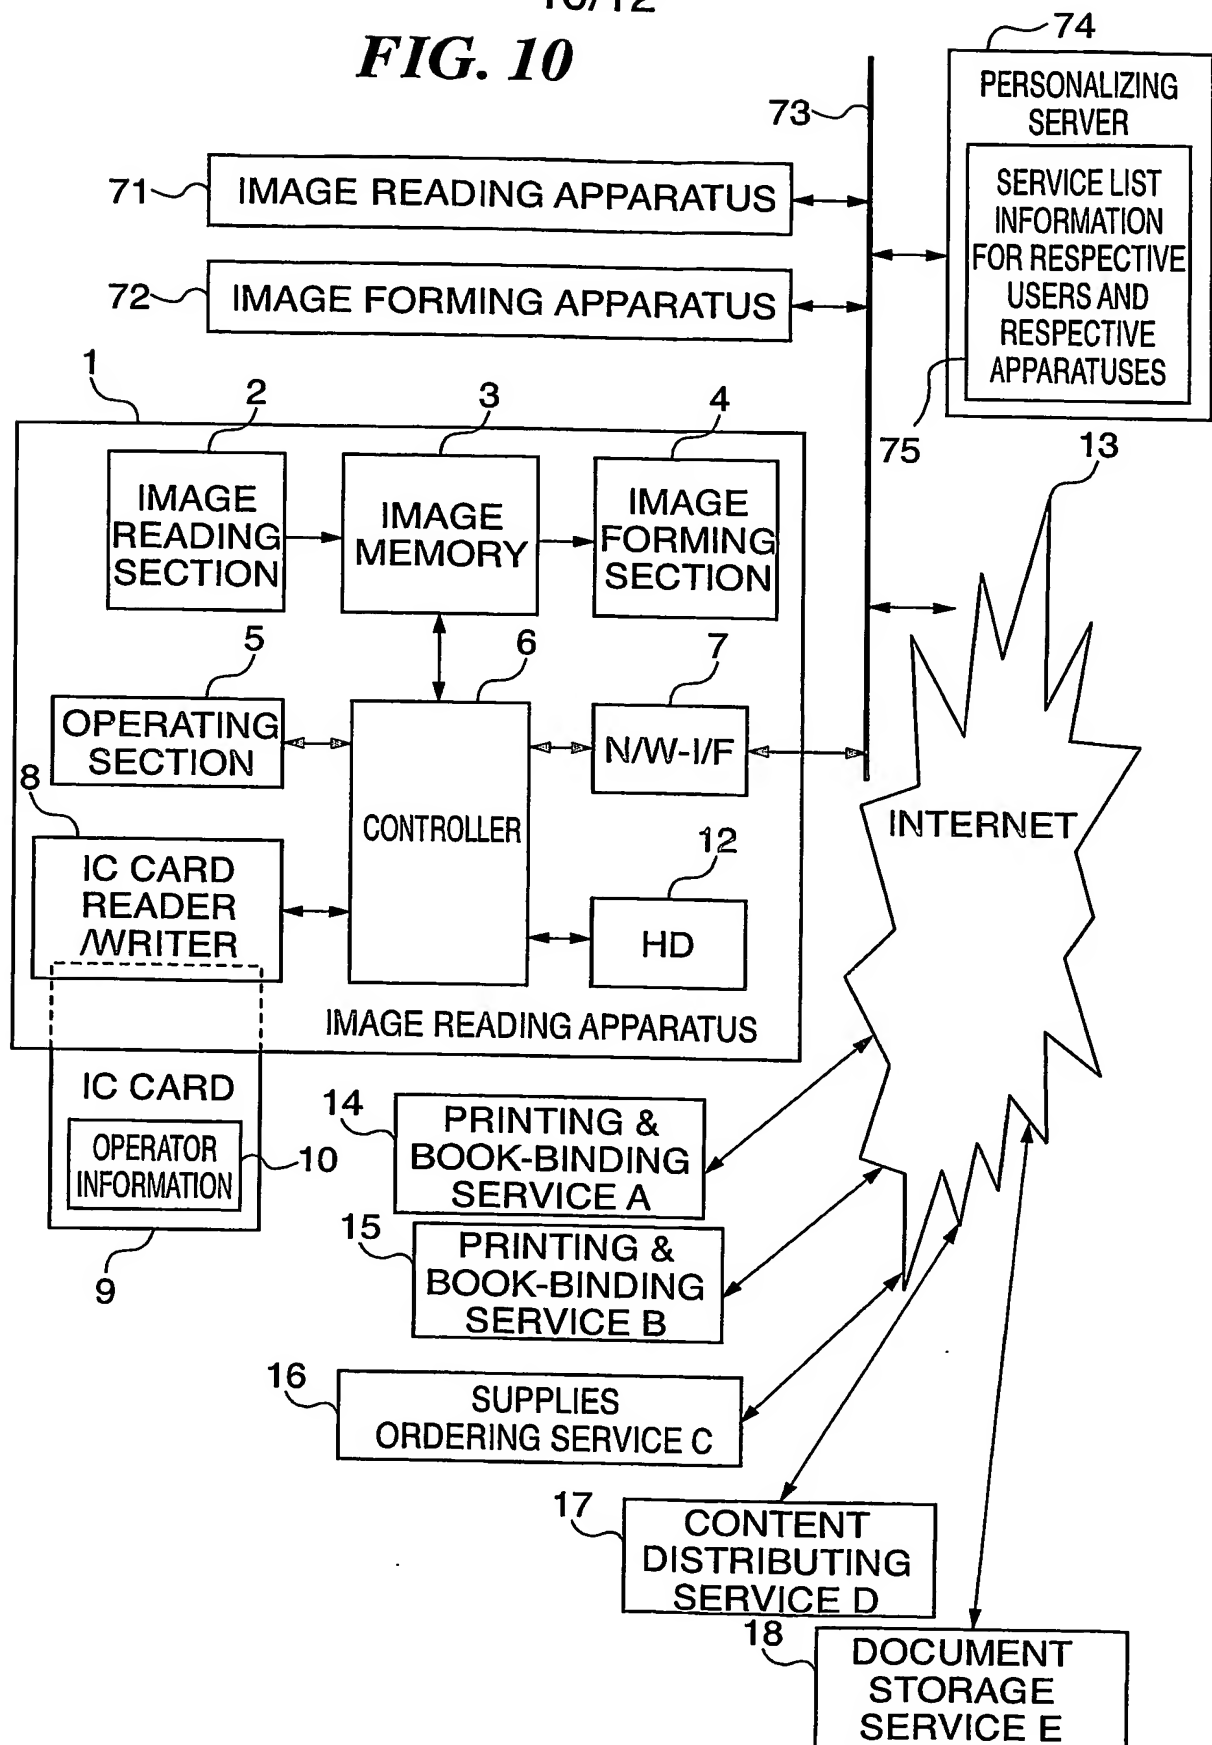 10/12
FIG. 10
74
PERSONALIZING
SERVER
73
SERVICE LIST
INFORMATION
FOR RESPECTIVE
USERS AND
RESPECTIVE
APPARATUSES
75
71
IMAGE READING APPARATUS
72
IMAGE FORMING APPARATUS
1
2
IMAGE
READING
SECTION
3
IMAGE
MEMORY
4
IMAGE
FORMING
SECTION
13
5
OPERATING
SECTION
6
CONTROLLER
7
N/W-I/F
INTERNET
8
IC CARD
READER
/WRITER
12
HD
IMAGE READING APPARATUS
IC CARD
OPERATOR
INFORMATION
10
9
14
PRINTING &
BOOK-BINDING
SERVICE A
15
PRINTING &
BOOK-BINDING
SERVICE B
16
SUPPLIES
ORDERING SERVICE C
17
CONTENT
DISTRIBUTING
SERVICE D
18
DOCUMENT
STORAGE
SERVICE E